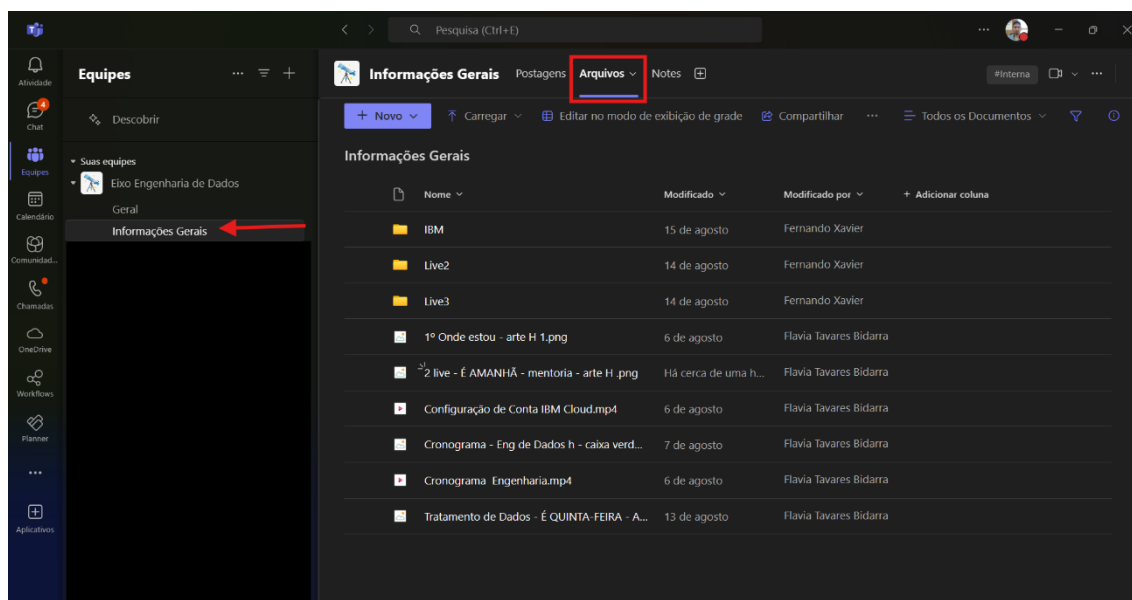 Pesquisa (Ctrl+E)
Atividade
Chat
4
Equipes
Calendário
Comunidad...
Chamadas
OneDrive
Workflows
Planner
Aplicativos
Equipes
Descobrir
Suas equipes
Eixo Engenharia de Dados
Geral
Informações Gerais
Informações Gerais Postagens Arquivos Notes
#Interna
+ Novo Carregar Editar no modo de exibição de grade Compartilhar ... Todos os Documentos
Informações Gerais
Nome Modificado Modificado por + Adicionar coluna
IBM 15 de agosto Fernando Xavier
Live2 14 de agosto Fernando Xavier
Live3 14 de agosto Fernando Xavier
1º Onde estou - arte H 1.png 6 de agosto Flavia Tavares Bidarra
2 live - É AMANHÃ - mentoria - arte H .png Há cerca de uma h... Flavia Tavares Bidarra
Configuração de Conta IBM Cloud.mp4 6 de agosto Flavia Tavares Bidarra
Cronograma - Eng de Dados h - caixa verd... 7 de agosto Flavia Tavares Bidarra
Cronograma Engenharia.mp4 6 de agosto Flavia Tavares Bidarra
Tratamento de Dados - É QUINTA-FEIRA - A... 13 de agosto Flavia Tavares Bidarra